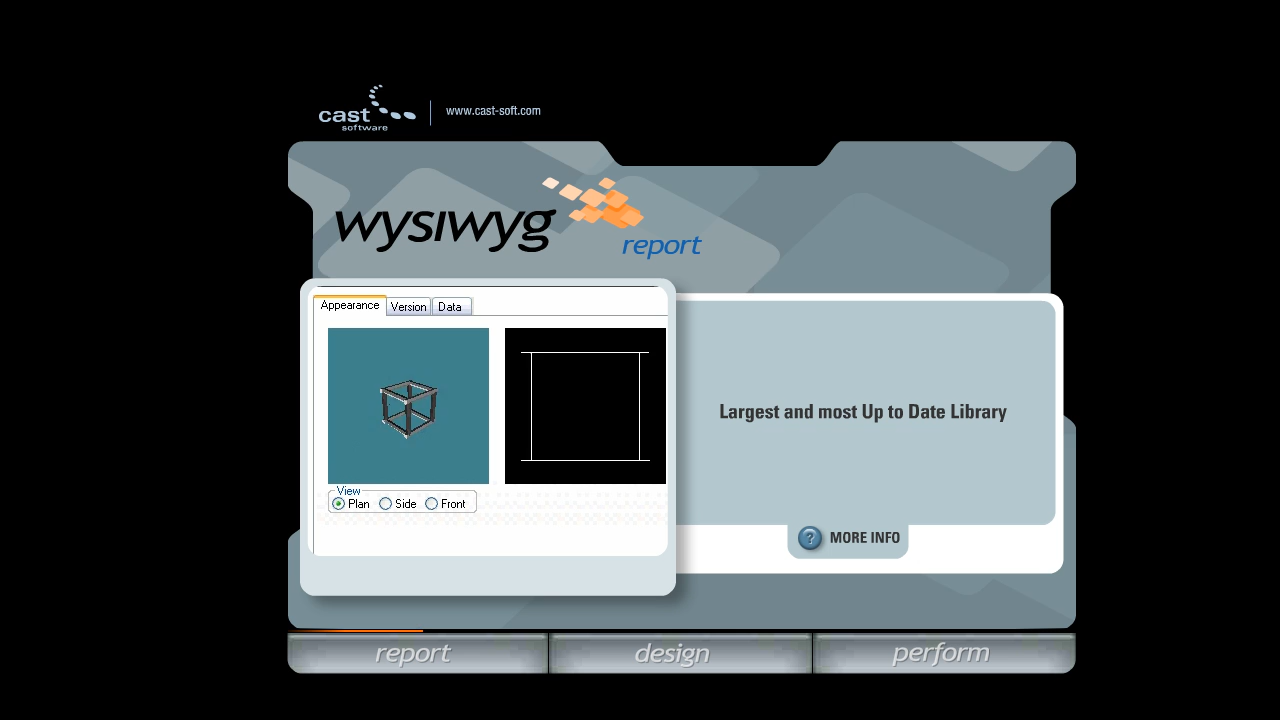 cast
software
www.cast-soft.com
wysiwyg
report
Appearance Version Data
View
Plan Side Front
Largest and most Up to Date Library
? MORE INFO
report design perform